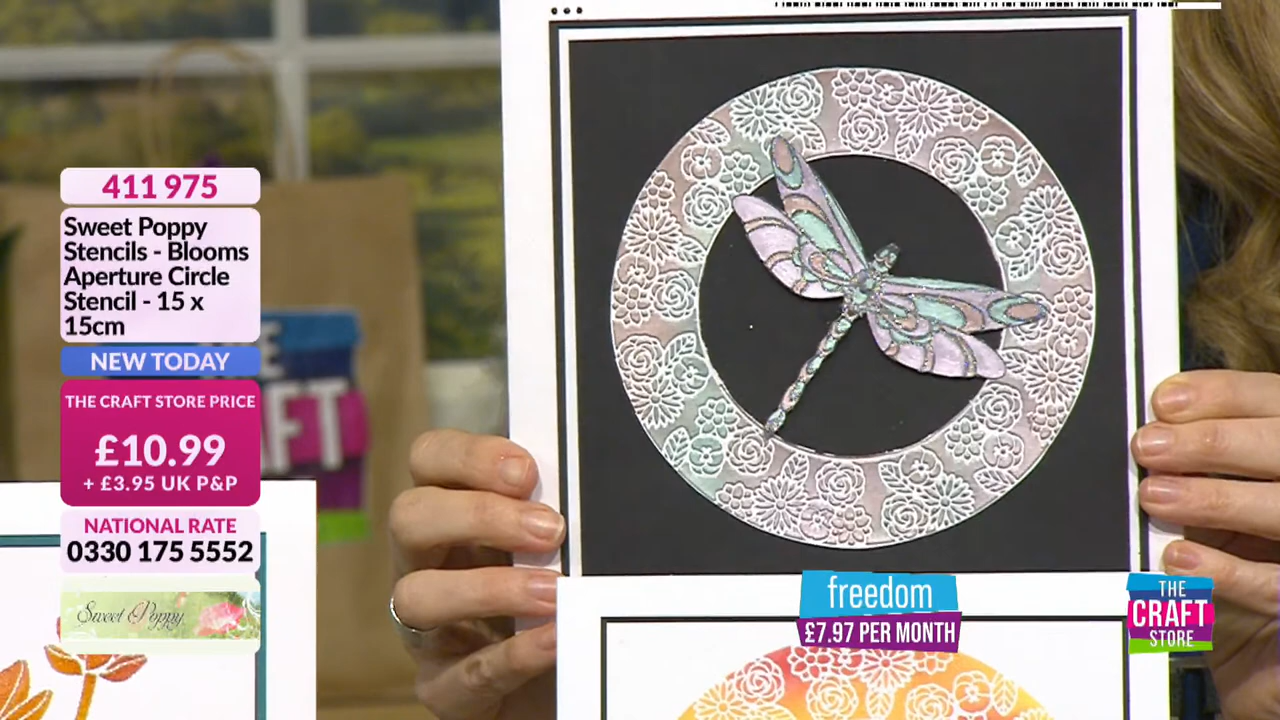 411 975
Sweet Poppy
Stencils - Blooms
Aperture Circle
Stencil - 15 x
15cm
NEW TODAY
THE CRAFT STORE PRICE
£10.99
+ £3.95 UK P&P
NATIONAL RATE
0330 175 5552
Sweet Poppy
freedom
£7.97 PER MONTH
THE
CRAFT
STORE